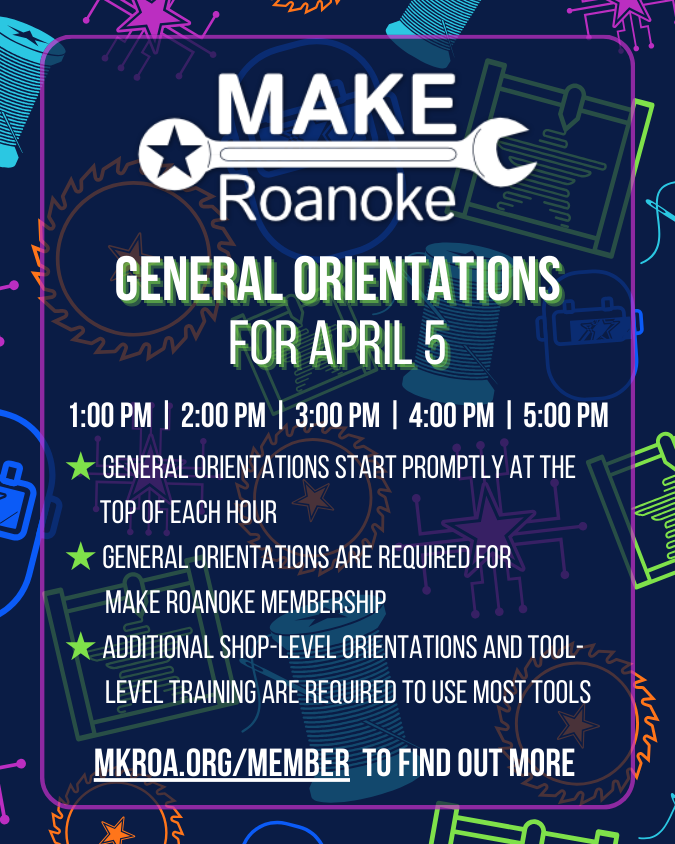 MAKE
Roanoke
GENERAL ORIENTATIONS
FOR APRIL 5
1:00 PM | 2:00 PM | 3:00 PM | 4:00 PM | 5:00 PM
GENERAL ORIENTATIONS START PROMPTLY AT THE
TOP OF EACH HOUR
GENERAL ORIENTATIONS ARE REQUIRED FOR
MAKE ROANOKE MEMBERSHIP
ADDITIONAL SHOP-LEVEL ORIENTATIONS AND TOOL-
LEVEL TRAINING ARE REQUIRED TO USE MOST TOOLS
MKROA.ORG/MEMBER TO FIND OUT MORE